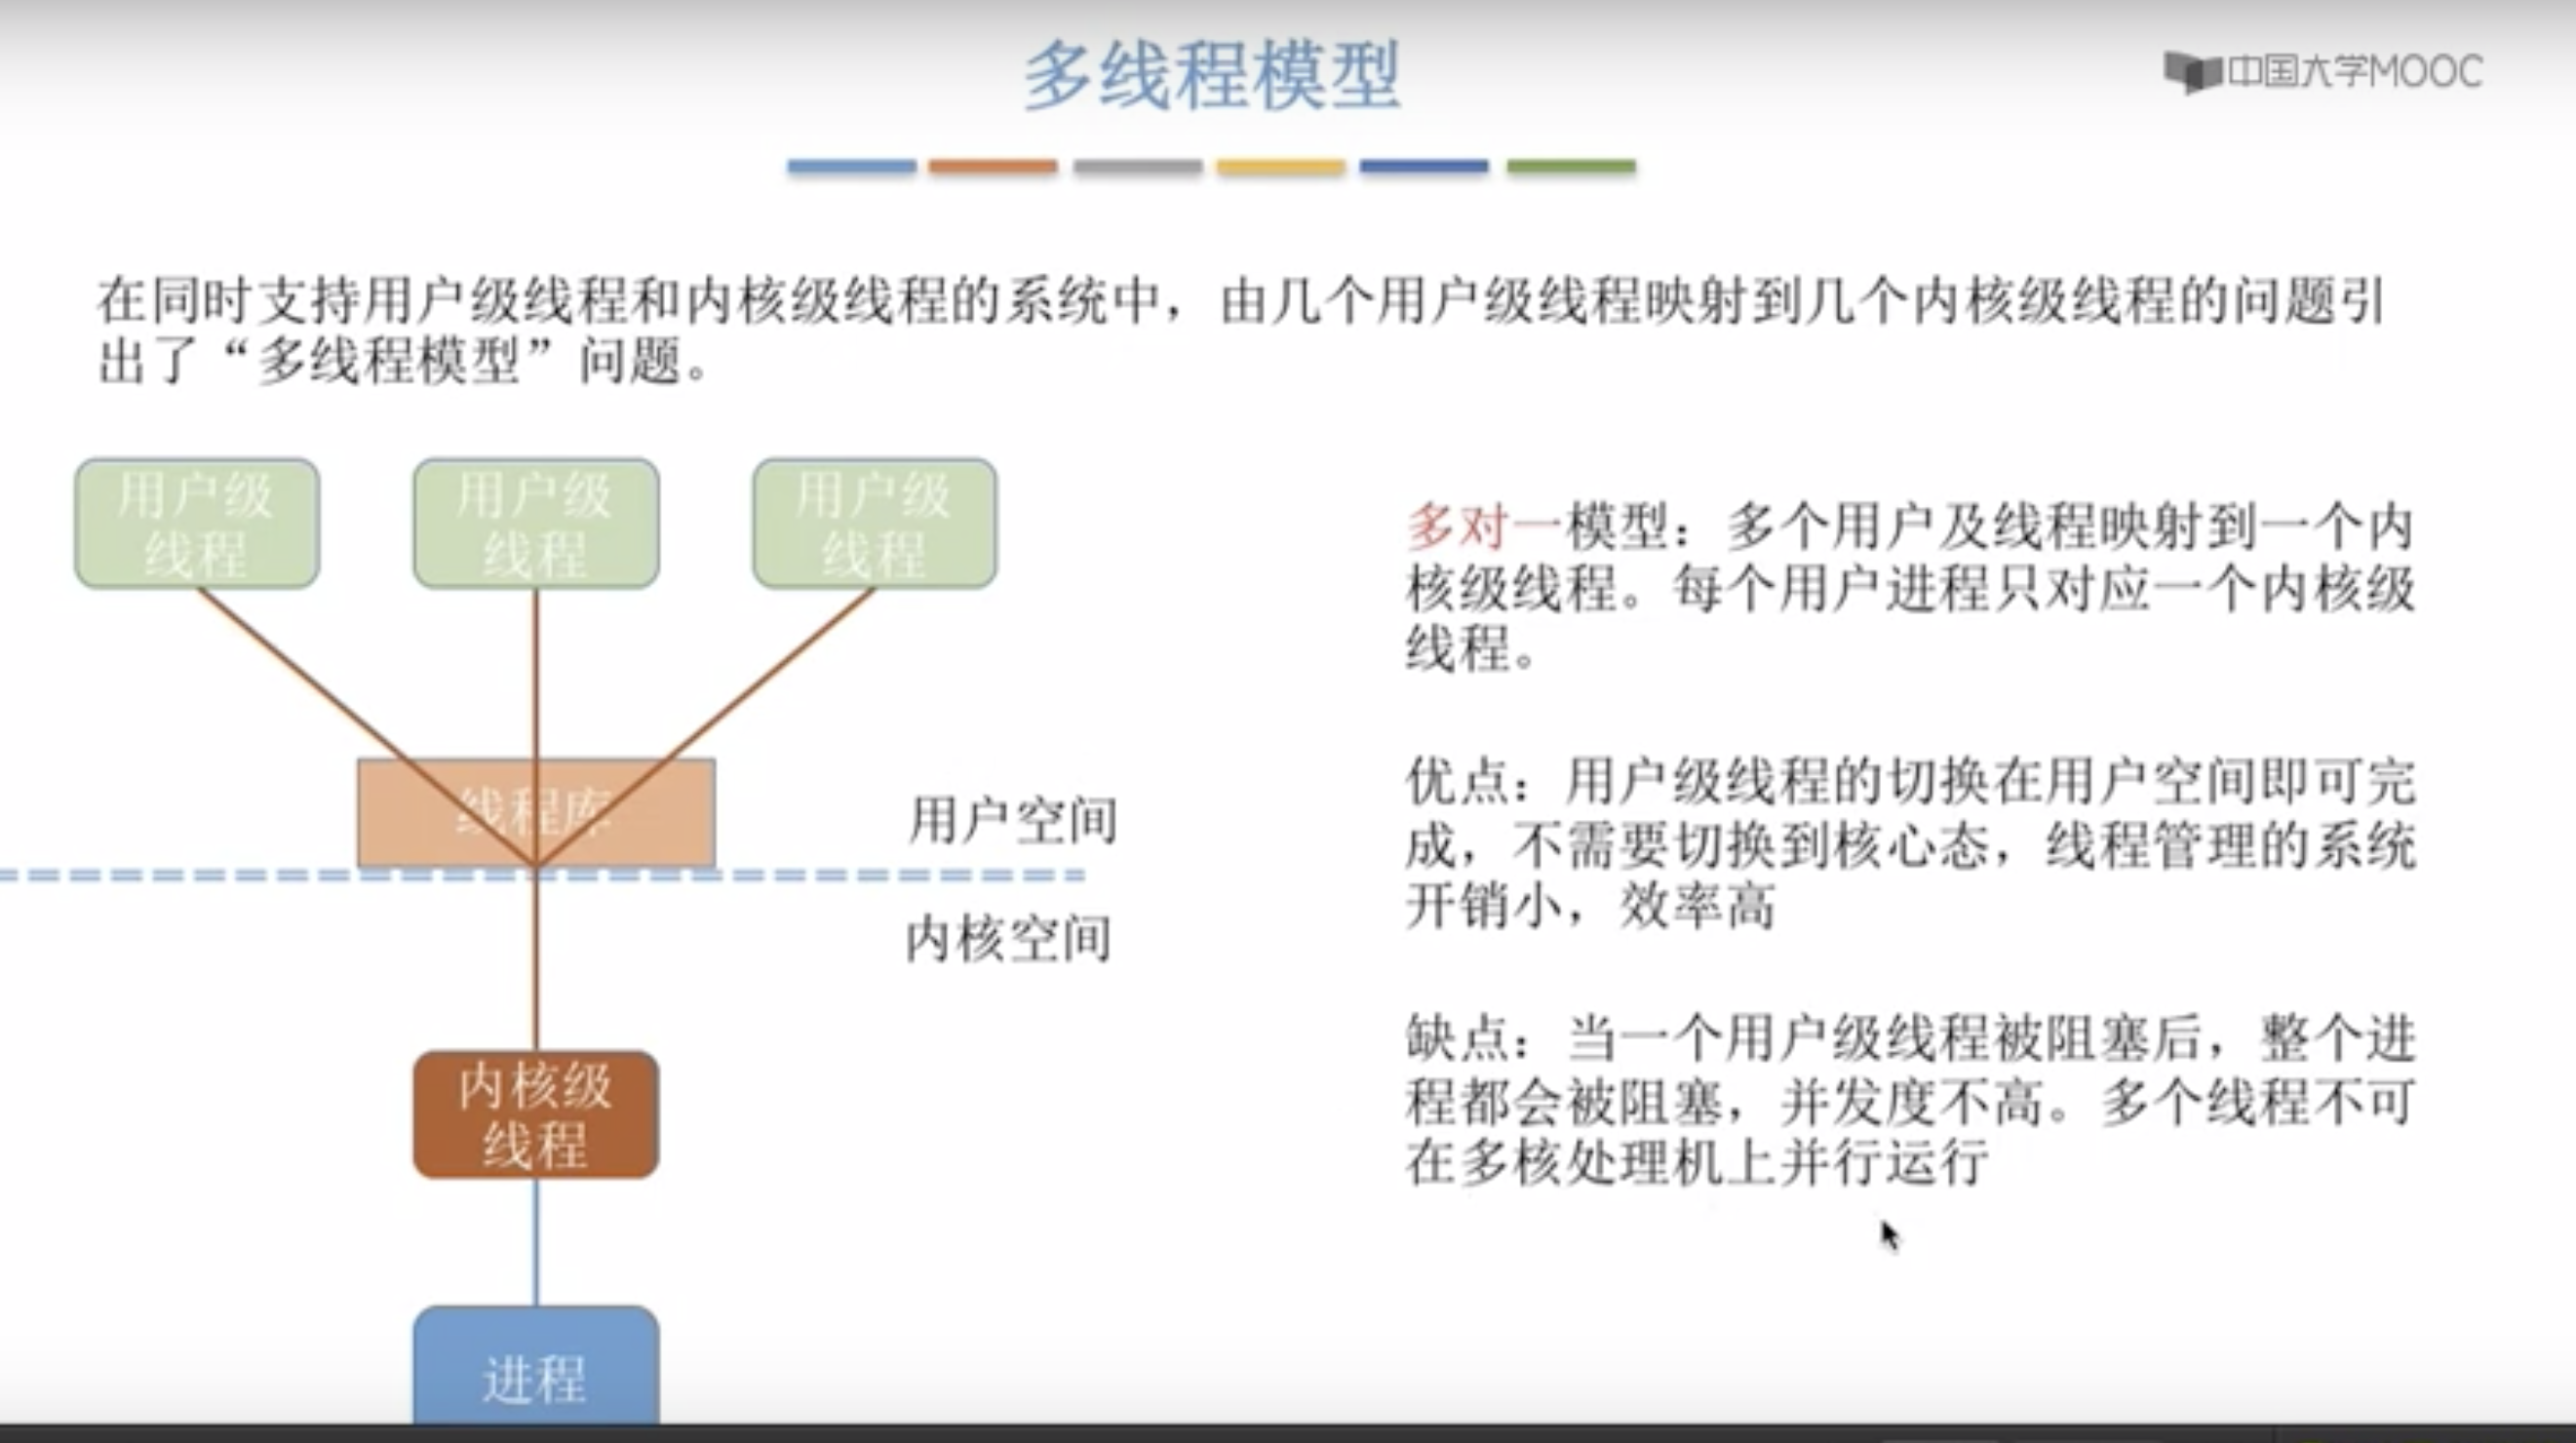 多线程模型
中国大学MOOC
在同时支持用户级线程和内核级线程的系统中，由几个用户级线程映射到几个内核级线程的问题引
出了“多线程模型”问题。
用户级
线程
用户级
线程
用户级
线程
多对一模型：多个用户及线程映射到一个内
核级线程。每个用户进程只对应一个内核级
线程。
线程库
用户空间
优点：用户级线程的切换在用户空间即可完
成，不需要切换到核心态，线程管理的系统
开销小，效率高
内核空间
内核级
线程
缺点：当一个用户级线程被阻塞后，整个进
程都会被阻塞，并发度不高。多个线程不可
在多核处理机上并行运行
进程